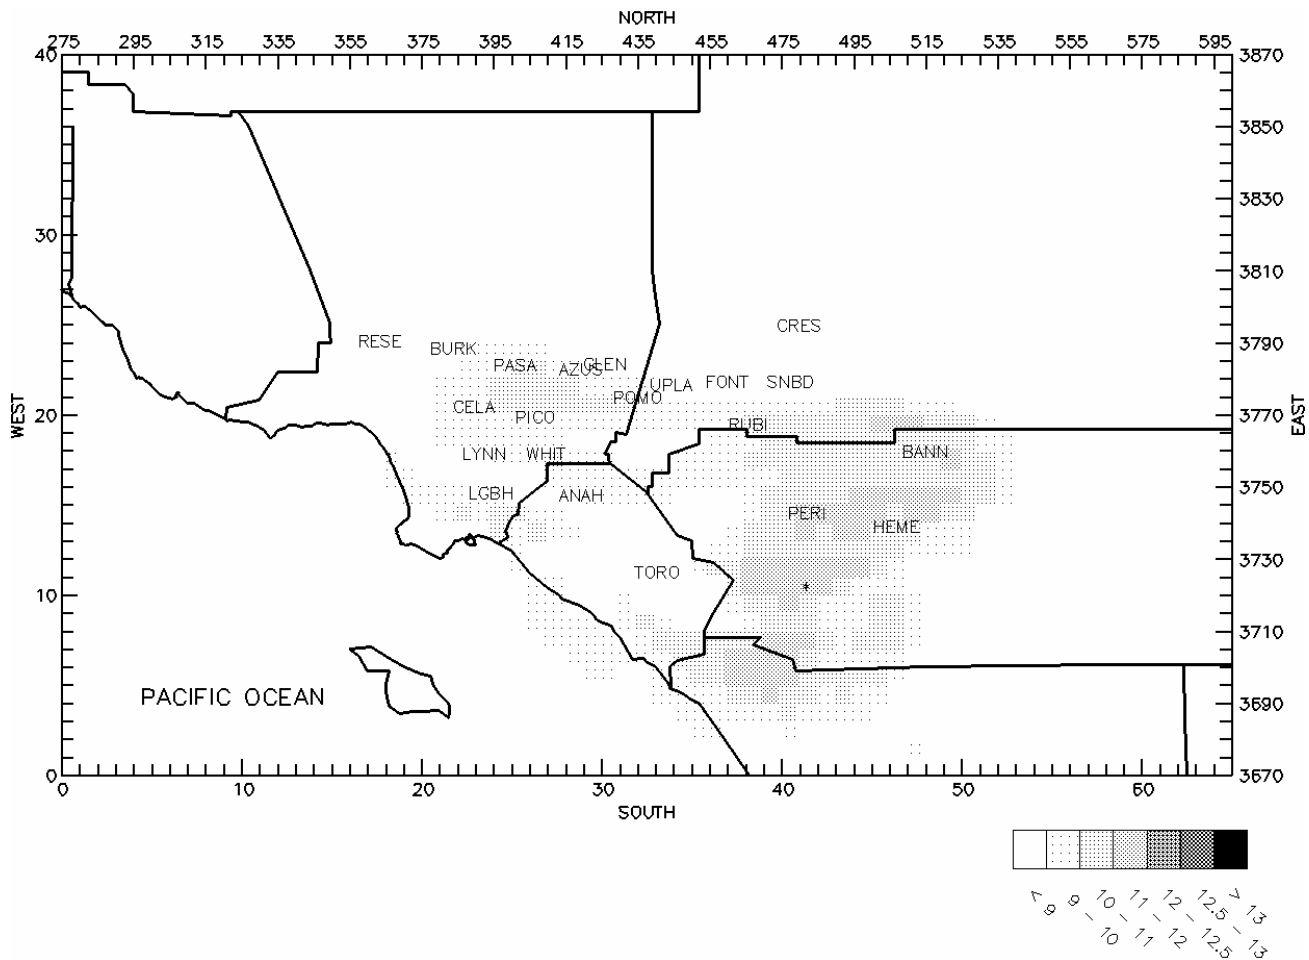 NORTH
275 295 315 335 355 375 395 415 435 455 475 495 515 535 555 575 595
40 3870
3850
3830
30
3810
CRES
RESE BURK 3790
PASA AZUS GLEN
UPLA FONT SNBD
POMO
CELA PICO 20 3770
RUBI
WEST EAST
LYNN WHIT BANN
LGBH ANAH 3750
PERI HEME
TORO 3730
* 10
3710
PACIFIC OCEAN 3690
0 3670
0 10 20 30 40 50 60
SOUTH
< 9
9 - 10
10 - 11
11 - 12
12 - 12.5
12.5 - 13
> 13